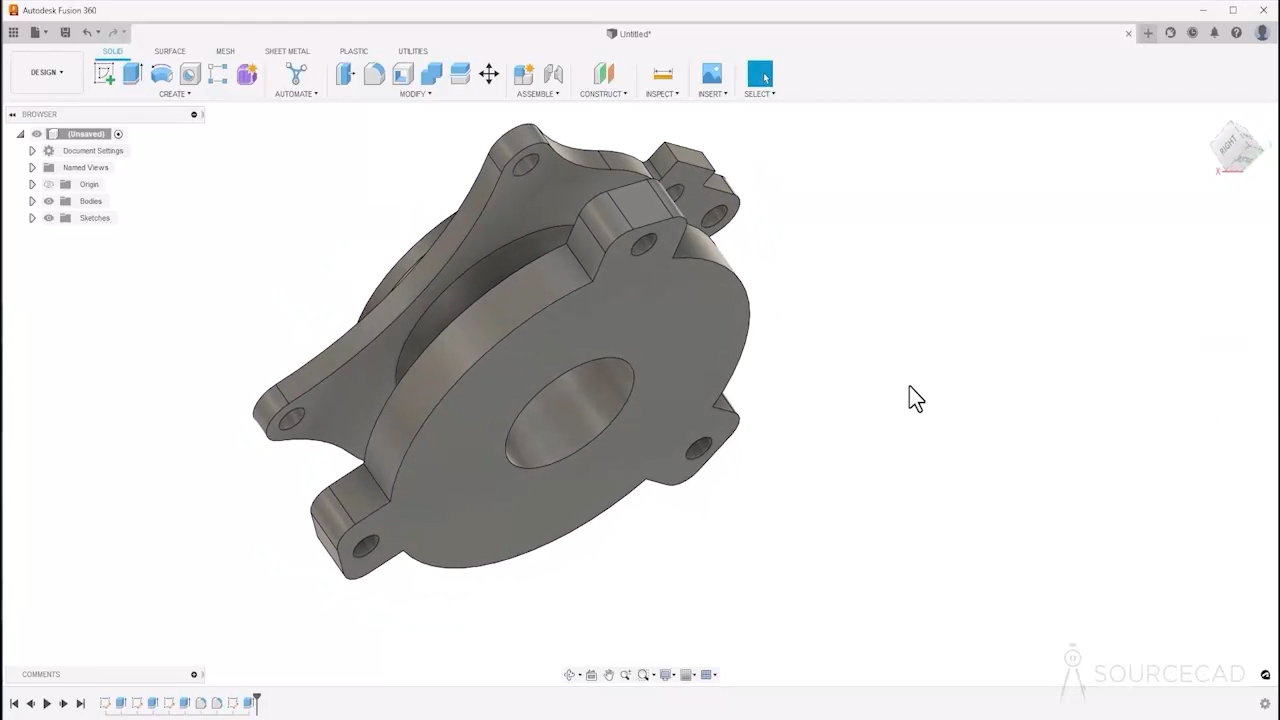 Autodesk Fusion 360
Untitled*
SOLID SURFACE MESH SHEET METAL PLASTIC UTILITIES
DESIGN
CREATE AUTOMATE MODIFY ASSEMBLE CONSTRUCT INSPECT INSERT SELECT
BROWSER
(Unsaved)
Document Settings
Named Views
Origin
Bodies
Sketches
RIGHT
X
COMMENTS
SOURCECAD